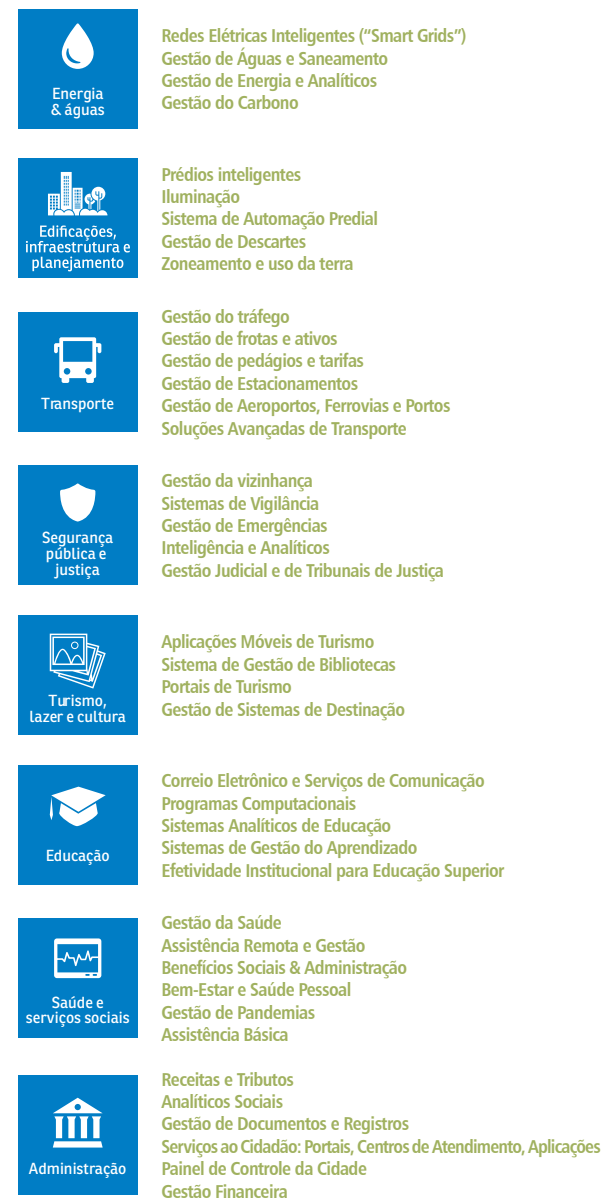 Energia
& águas
Redes Elétricas Inteligentes (“Smart Grids”)
Gestão de Águas e Saneamento
Gestão de Energia e Analíticos
Gestão do Carbono
Edificações,
infraestrutura e
planejamento
Prédios inteligentes
Iluminação
Sistema de Automação Predial
Gestão de Descartes
Zoneamento e uso da terra
Transporte
Gestão do tráfego
Gestão de frotas e ativos
Gestão de pedágios e tarifas
Gestão de Estacionamentos
Gestão de Aeroportos, Ferrovias e Portos
Soluções Avançadas de Transporte
Segurança
pública e
justiça
Gestão da vizinhança
Sistemas de Vigilância
Gestão de Emergências
Inteligência e Analíticos
Gestão Judicial e de Tribunais de Justiça
Turismo,
lazer e cultura
Aplicações Móveis de Turismo
Sistema de Gestão de Bibliotecas
Portais de Turismo
Gestão de Sistemas de Destinação
Educação
Correio Eletrônico e Serviços de Comunicação
Programas Computacionais
Sistemas Analíticos de Educação
Sistemas de Gestão do Aprendizado
Efetividade Institucional para Educação Superior
Saúde e
serviços sociais
Gestão da Saúde
Assistência Remota e Gestão
Benefícios Sociais & Administração
Bem-Estar e Saúde Pessoal
Gestão de Pandemias
Assistência Básica
Administração
Receitas e Tributos
Analíticos Sociais
Gestão de Documentos e Registros
Serviços ao Cidadão: Portais, Centros de Atendimento, Aplicações
Painel de Controle da Cidade
Gestão Financeira